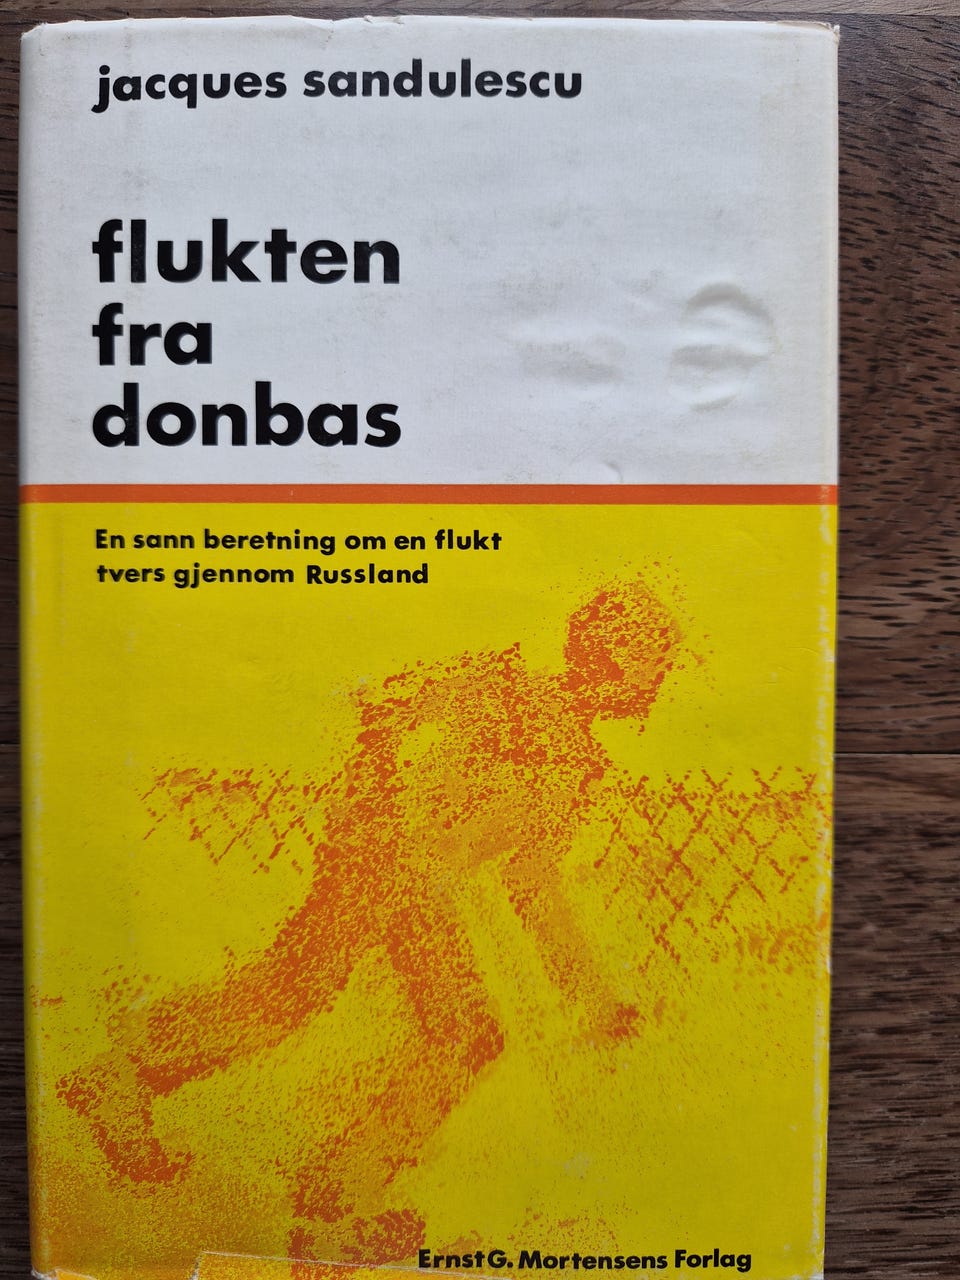 jacques sandulescu
flukten
fra
donbas
En sann beretning om en flukt
tvers gjennom Russland
Ernst G. Mortensens Forlag